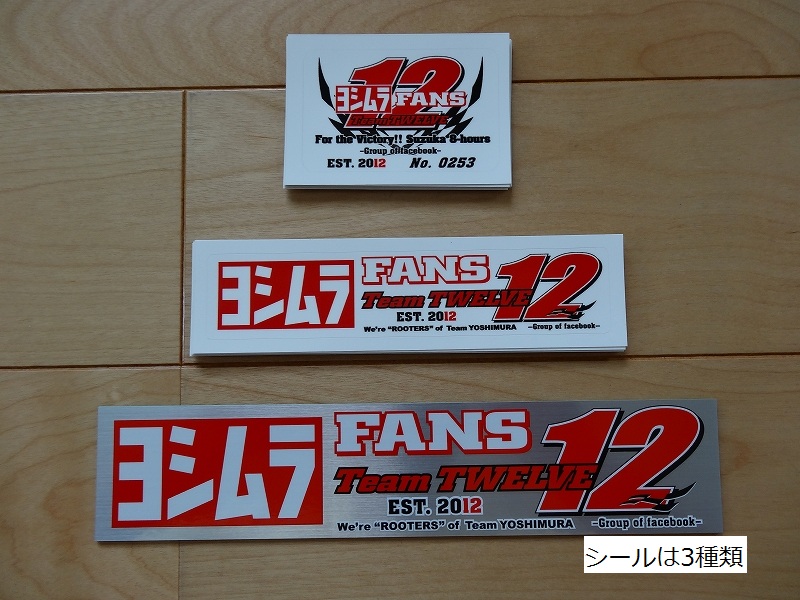 12
ヨシムラ FANS
Team TWELVE
For the Victory!! Suzuka 8-hours
-Group of facebook-
EST. 2012 No. 0253
ヨシムラ FANS 12
Team TWELVE
EST. 2012
We're "ROOTERS" of Team YOSHIMURA -Group of facebook-
ヨシムラ FANS 12
Team TWELVE
EST. 2012
We're "ROOTERS" of Team YOSHIMURA -Group of facebook-
シールは3種類